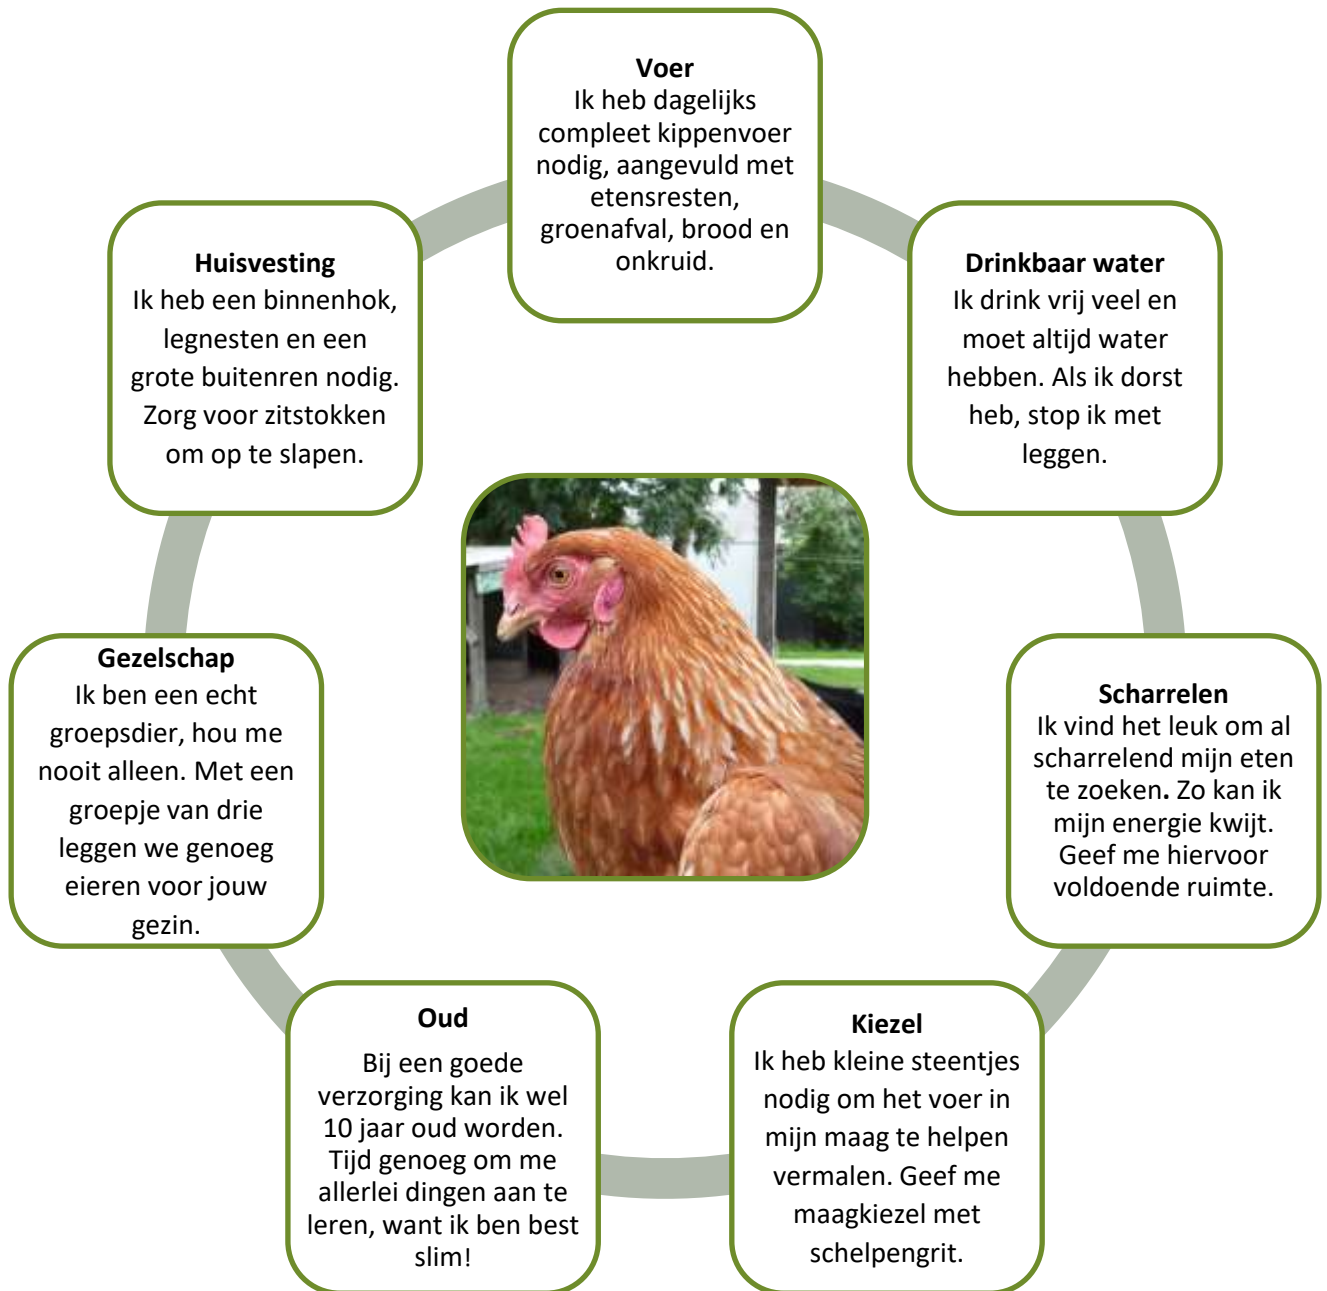 Voer
Ik heb dagelijks
compleet kippenvoer
nodig, aangevuld met
etensresten,
groenafval, brood en
onkruid.
Drinkbaar water
Ik drink vrij veel en
moet altijd water
hebben. Als ik dorst
heb, stop ik met
leggen.
Scharrelen
Ik vind het leuk om al
scharrelend mijn eten
te zoeken. Zo kan ik
mijn energie kwijt.
Geef me hiervoor
voldoende ruimte.
Kiezel
Ik heb kleine steentjes
nodig om het voer in
mijn maag te helpen
vermalen. Geef me
maagkiezel met
schelpengrit.
Oud
Bij een goede
verzorging kan ik wel
10 jaar oud worden.
Tijd genoeg om me
allerlei dingen aan te
leren, want ik ben best
slim!
Gezelschap
Ik ben een echt
groepsdier, hou me
nooit alleen. Met een
groepje van drie
leggen we genoeg
eieren voor jouw
gezin.
Huisvesting
Ik heb een binnenhok,
legnesten en een
grote buitenren nodig.
Zorg voor zitstokken
om op te slapen.